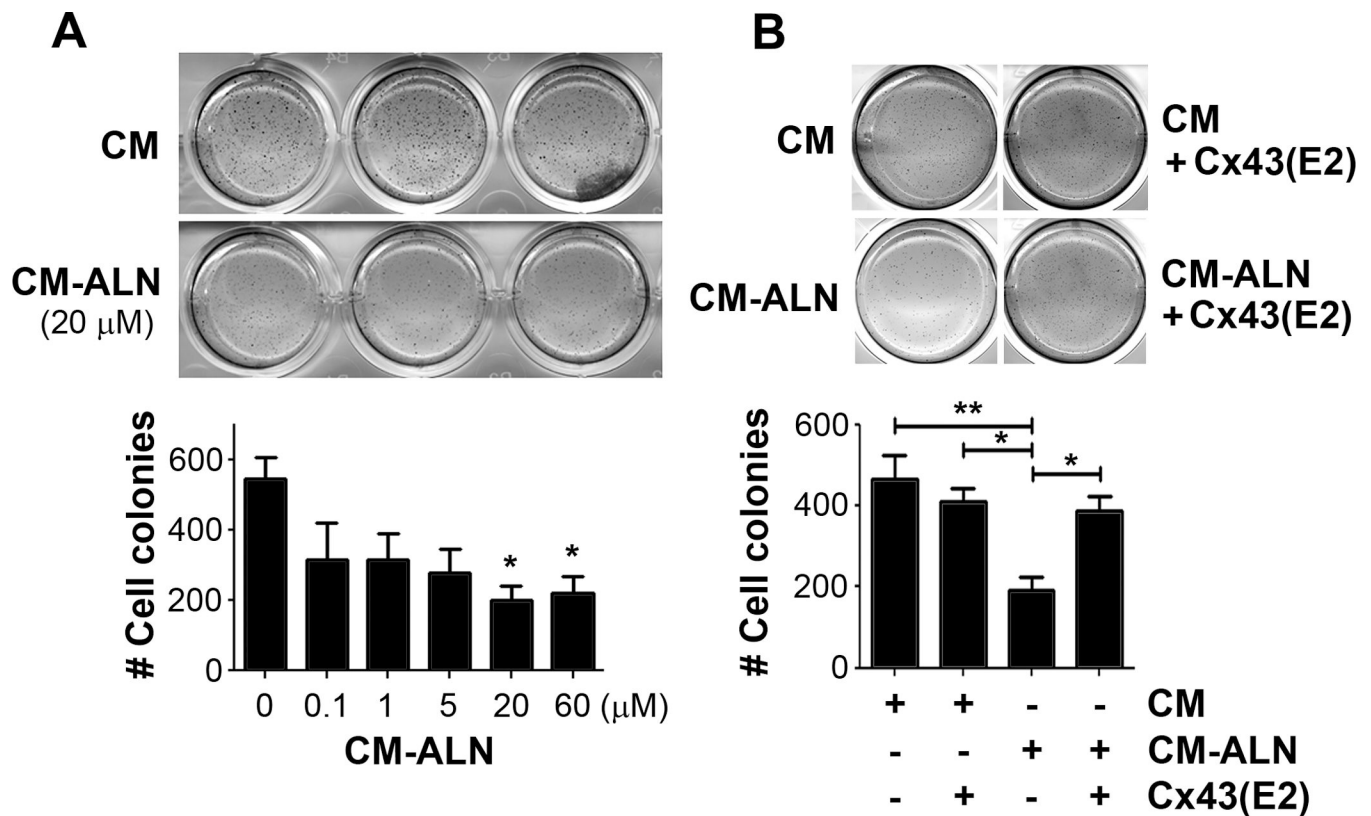 A
CM
CM-ALN
(20 μM)
# Cell colonies
600
400
200
0
*
*
0 0.1 1 5 20 60 (μM)
CM-ALN
B
CM
CM
+ Cx43(E2)
CM-ALN
CM-ALN
+ Cx43(E2)
# Cell colonies
600
400
200
0
**
*
*
+ + - - CM
- - + + CM-ALN
- + - + Cx43(E2)